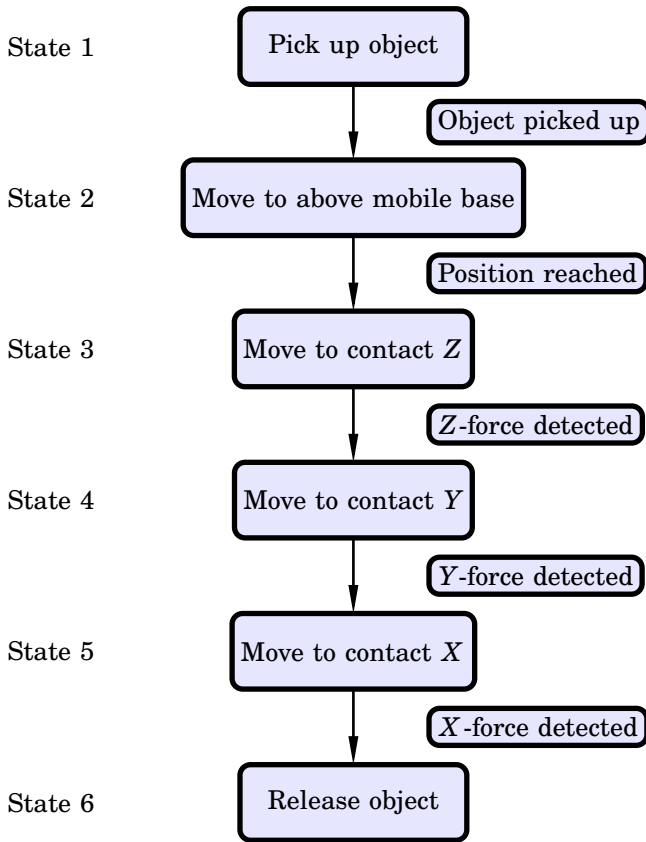 State 1
Pick up object
Object picked up
State 2
Move to above mobile base
Position reached
State 3
Move to contact Z
Z-force detected
State 4
Move to contact Y
Y-force detected
State 5
Move to contact X
X-force detected
State 6
Release object